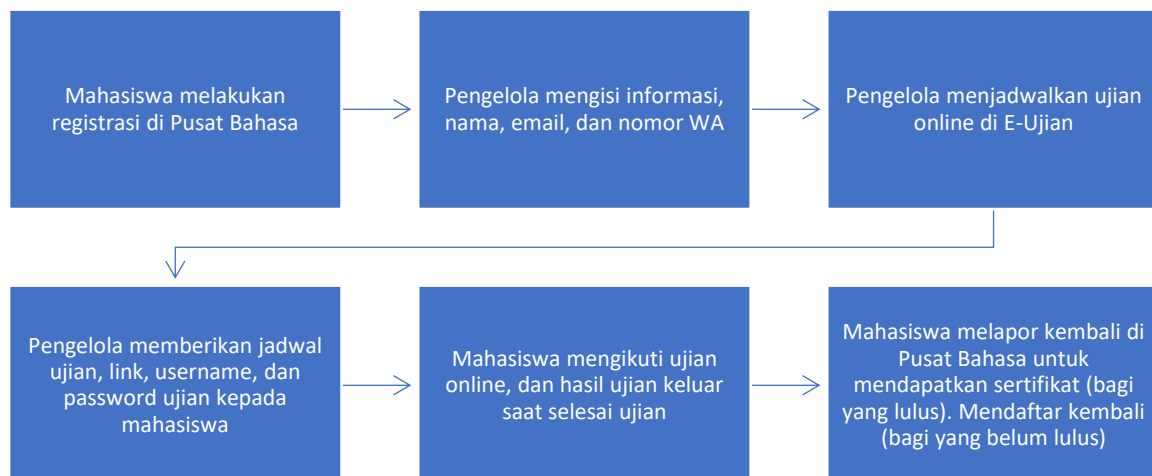 Mahasiswa melakukan
registrasi di Pusat Bahasa
Pengelola mengisi informasi,
nama, email, dan nomor WA
Pengelola menjadwalkan ujian
online di E-Ujian
Pengelola memberikan jadwal
ujian, link, username, dan
password ujian kepada
mahasiswa
Mahasiswa mengikuti ujian
online, dan hasil ujian keluar
saat selesai ujian
Mahasiswa melapor kembali di
Pusat Bahasa untuk
mendapatkan sertifikat (bagi
yang lulus). Mendaftar kembali
(bagi yang belum lulus)